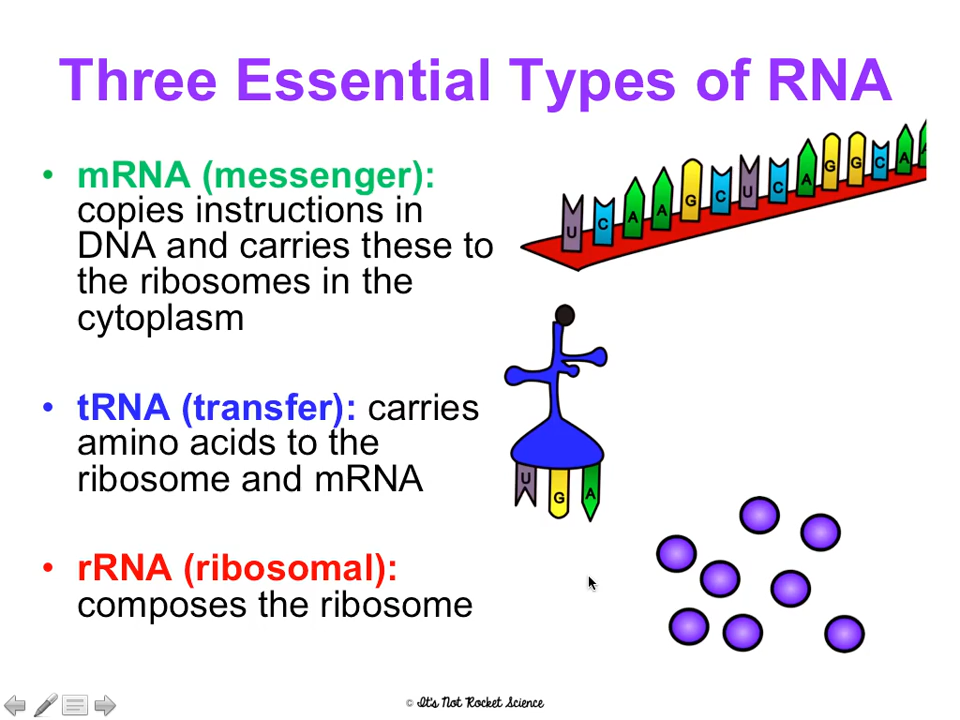 Three Essential Types of RNA
• mRNA (messenger):
copies instructions in
DNA and carries these to
the ribosomes in the
cytoplasm
U C A A G C U C A G G C A A
• tRNA (transfer): carries
amino acids to the
ribosome and mRNA
U G A
• rRNA (ribosomal):
composes the ribosome
© It's Not Rocket Science